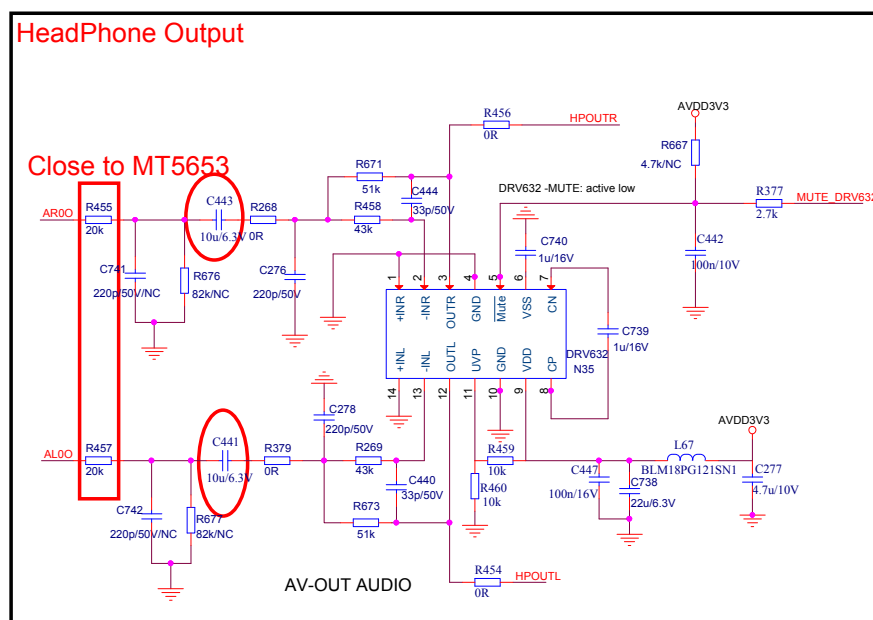 HeadPhone Output
R456
0R
HPOUTR
AVDD3V3
R667
4.7k/NC
Close to MT5653
R671
51k
C444
33p/50V
DRV632 -MUTE: active low
R377
2.7k
MUTE_DRV632
AR0O
R455
20k
C443
10u/6.3V
R268
0R
R458
43k
C740
1u/16V
C442
100n/10V
C741
220p/50V/NC
R676
82k/NC
C276
220p/50V
1
2
3
4
5
6
7
+INR
-INR
OUTR
GND
Mute
VSS
CN
C739
1u/16V
+INL
-INL
OUTL
UVP
GND
VDD
CP
DRV632
N35
14
13
12
11
10
9
8
C278
220p/50V
AL0O
R457
20k
C441
10u/6.3V
R379
0R
R269
43k
R459
10k
L67
BLM18PG121SN1
AVDD3V3
C742
220p/50V/NC
R677
82k/NC
C440
33p/50V
R460
10k
C447
100n/16V
C738
22u/6.3V
C277
4.7u/10V
R673
51k
R454
0R
HPOUTL
AV-OUT AUDIO